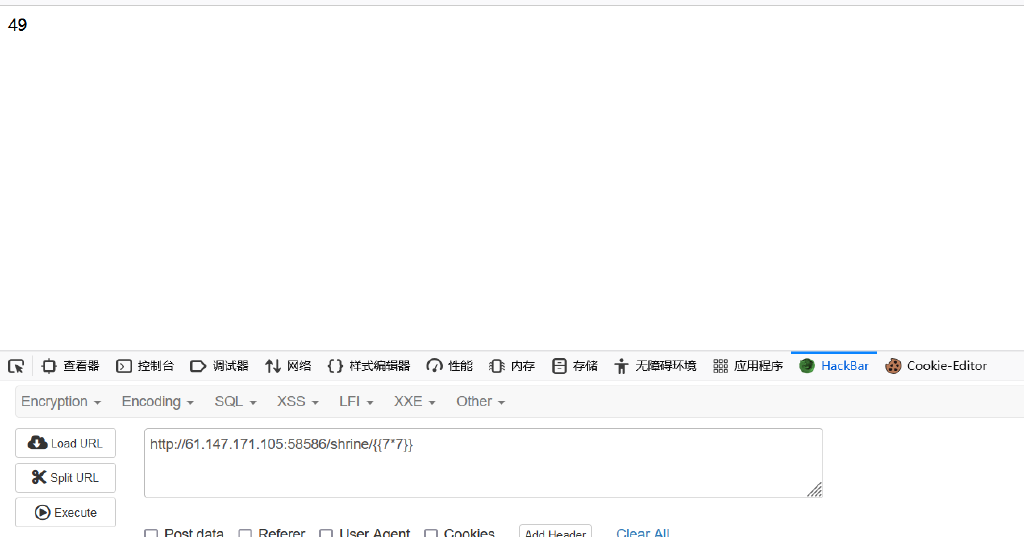 49
查看器 控制台 调试器 网络 样式编辑器 性能 内存 存储 无障碍环境 应用程序 HackBar Cookie-Editor
Encryption Encoding SQL XSS LFI XXE Other
Load URL http://61.147.171.105:58586/shrine/{{7*7}}
Split URL
Execute
Post data Referer User Agent Cookies Add Header Clear All